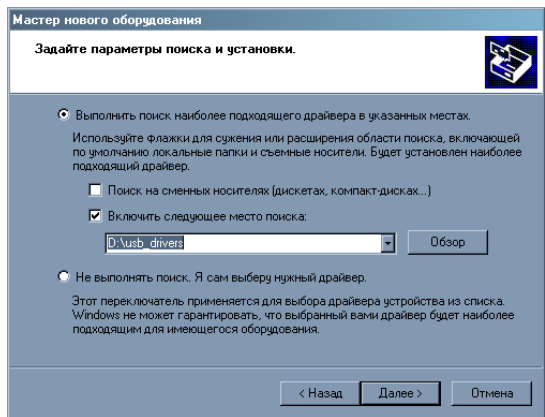 Мастер нового оборудования
Задайте параметры поиска и установки.
Выполнить поиск наиболее подходящего драйвера в указанных местах.
Используйте флажки для сужения или расширения области поиска, включающей
по умолчанию локальные папки и съемные носители. Будет установлен наиболее
подходящий драйвер.
Поиск на сменных носителях (дискетах, компакт-дисках...)
Включить следующее место поиска:
D:\usb_drivers
Обзор
Не выполнять поиск. Я сам выберу нужный драйвер.
Этот переключатель применяется для выбора драйвера устройства из списка.
Windows не может гарантировать, что выбранный вами драйвер будет наиболее
подходящим для имеющегося оборудования.
< Назад Далее > Отмена